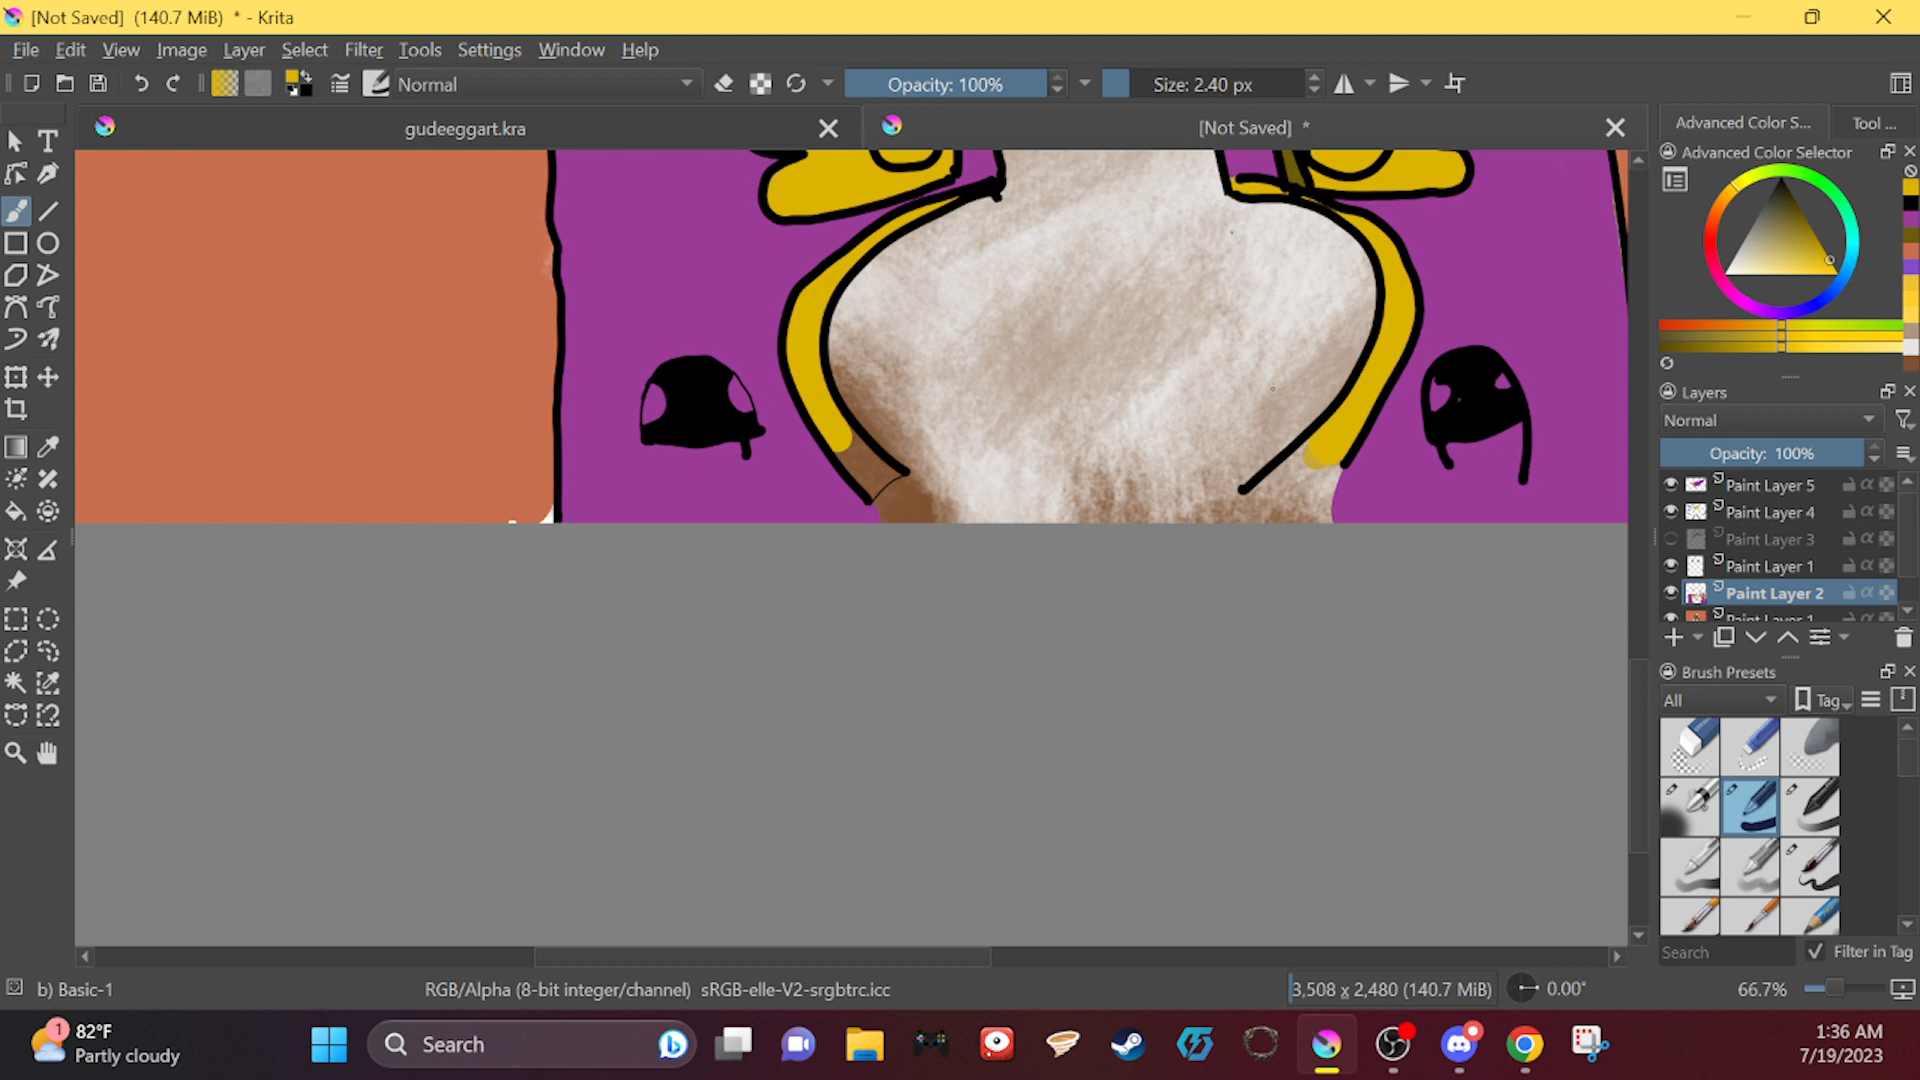 [Not Saved]  (140.7 MiB)  * - Krita
File Edit View Image Layer Select Filter Tools Settings Window Help
Normal
Opacity: 100%
Size: 2.40 px
gudeeggart.kra
[Not Saved]  *
Advanced Color S...
Tool ...
Advanced Color Selector
Layers
Normal
Opacity:  100%
Paint Layer 5
Paint Layer 4
Paint Layer 3
Paint Layer 1
Paint Layer 2
Paint Layer 1
Brush Presets
All
Tag
Search
Filter in Tag
b) Basic-1
RGB/Alpha (8-bit integer/channel)  sRGB-elle-V2-srgbtrc.icc
3,508 x 2,480 (140.7 MiB)
0.00°
66.7%
1
82°F
Partly cloudy
Search
1:36 AM
7/19/2023